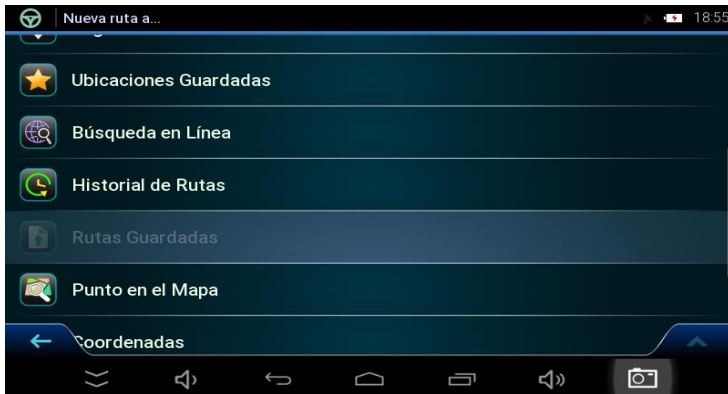 Nueva ruta a...
18:55
Ubicaciones Guardadas
Búsqueda en Línea
Historial de Rutas
Rutas Guardadas
Punto en el Mapa
Coordenadas